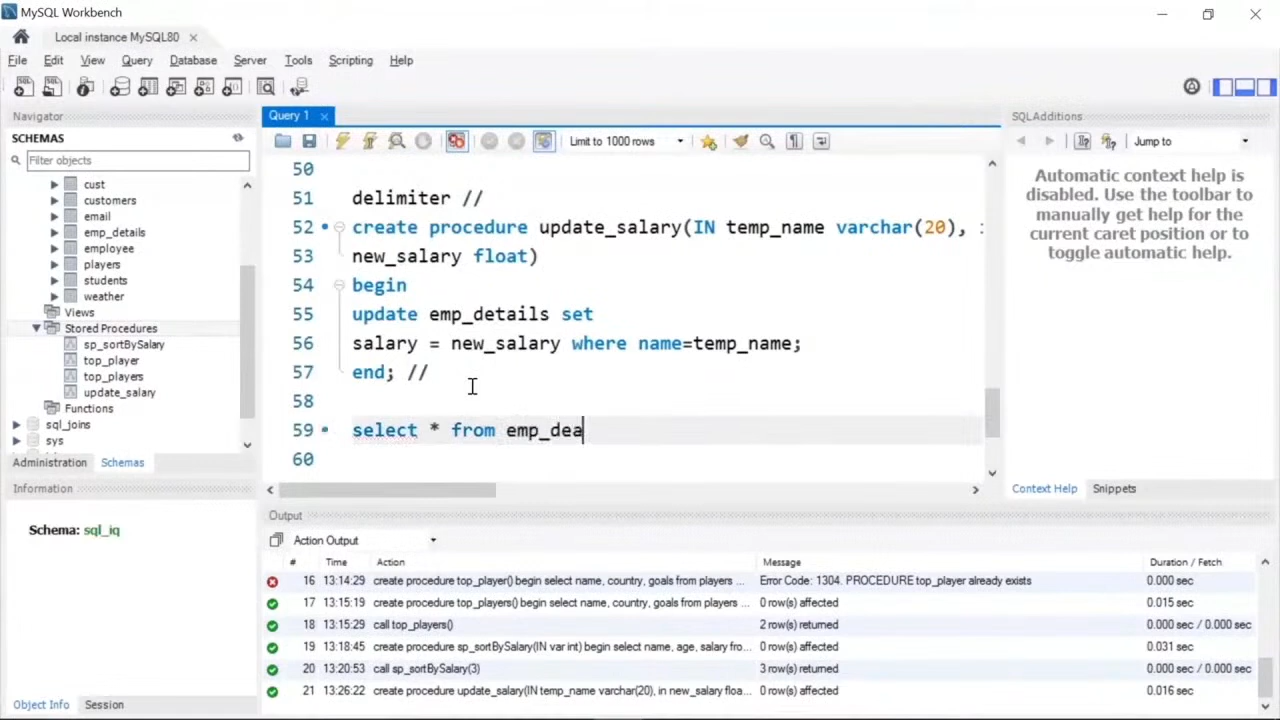 MySQL Workbench
Local instance MySQL80
File Edit View Query Database Server Tools Scripting Help
Navigator
SCHEMAS
Filter objects
cust
customers
email
emp_details
employee
players
students
weather
Views
Stored Procedures
sp_sortBySalary
top_player
top_players
update_salary
Functions
sql_joins
sys
Administration Schemas
Information
Schema: sql_iq
Object Info Session
Query 1
Limit to 1000 rows
50
51 delimiter //
52 create procedure update_salary(IN temp_name varchar(20),
53 new_salary float)
54 begin
55 update emp_details set
56 salary = new_salary where name=temp_name;
57 end; //
58
59 select * from emp_dea
60
SQLAdditions
Jump to
Automatic context help is
disabled. Use the toolbar to
manually get help for the
current caret position or to
toggle automatic help.
Context Help Snippets
Output
Action Output
# Time Action Message Duration / Fetch
16 13:14:29 create procedure top_player() begin select name, country, goals from players ... Error Code: 1304. PROCEDURE top_player already exists 0.000 sec
17 13:15:19 create procedure top_players() begin select name, country, goals from players ... 0 row(s) affected 0.015 sec
18 13:15:29 call top_players() 2 row(s) returned 0.000 sec / 0.000 sec
19 13:18:45 create procedure sp_sortBySalary(IN var int) begin select name, age, salary fro... 0 row(s) affected 0.031 sec
20 13:20:53 call sp_sortBySalary(3) 3 row(s) returned 0.000 sec / 0.000 sec
21 13:26:22 create procedure update_salary(IN temp_name varchar(20), in new_salary floa... 0 row(s) affected 0.016 sec